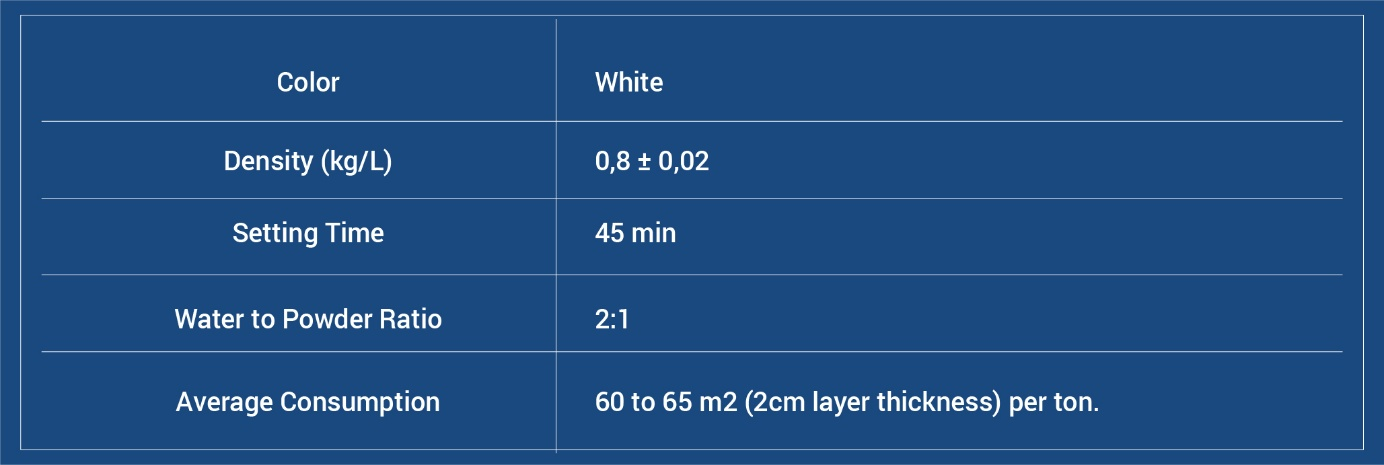 Color White
Density (kg/L) 0,8 ± 0,02
Setting Time 45 min
Water to Powder Ratio 2:1
Average Consumption 60 to 65 m2 (2cm layer thickness) per ton.